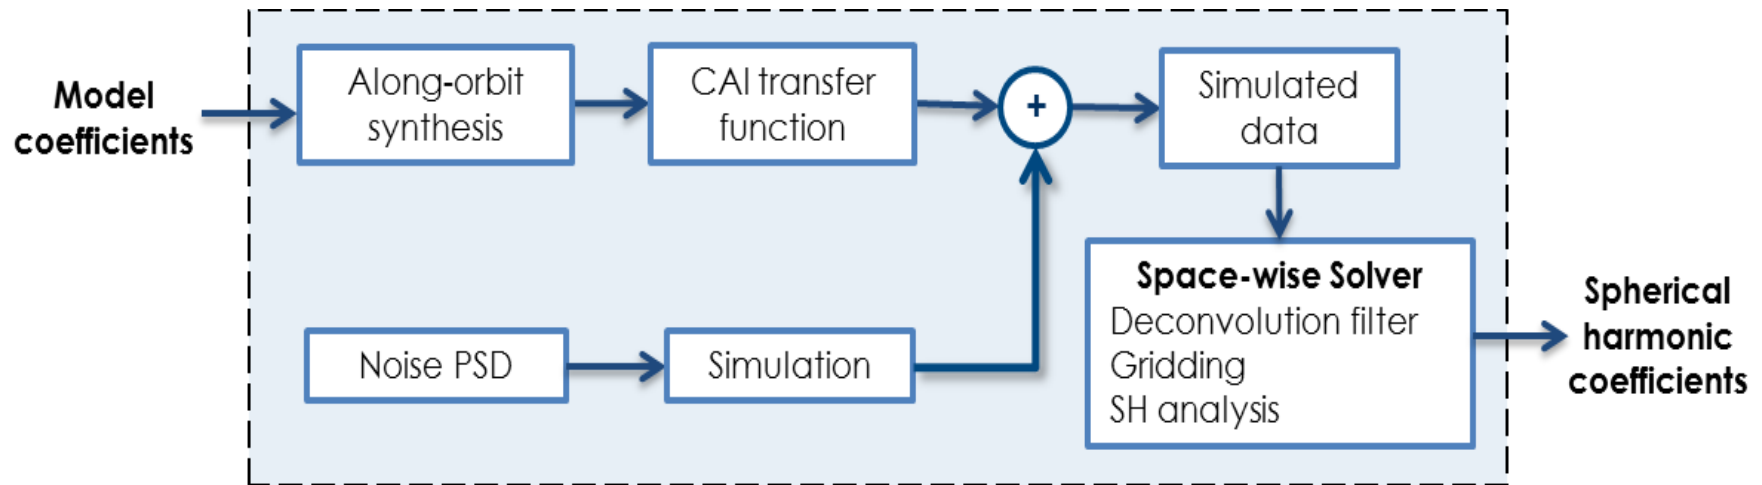 Model
coefficients
Along-orbit
synthesis
CAI transfer
function
+
Simulated
data
Noise PSD
Simulation
Space-wise Solver
Deconvolution filter
Gridding
SH analysis
Spherical
harmonic
coefficients